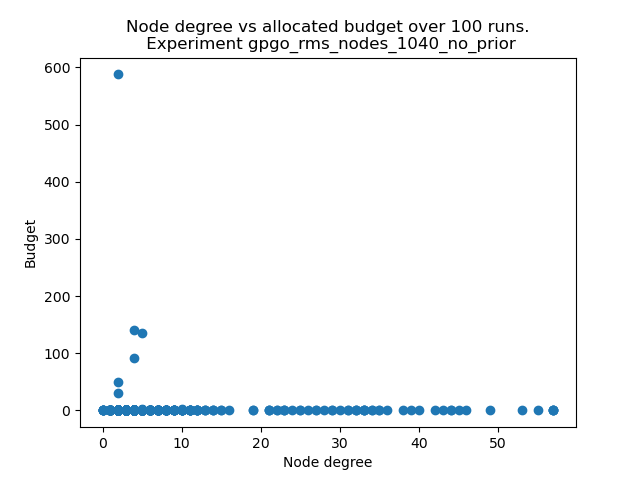 Node degree vs allocated budget over 100 runs.
Experiment gpgo_rms_nodes_1040_no_prior
600
500
400
300
200
100
0
Budget
0 10 20 30 40 50
Node degree